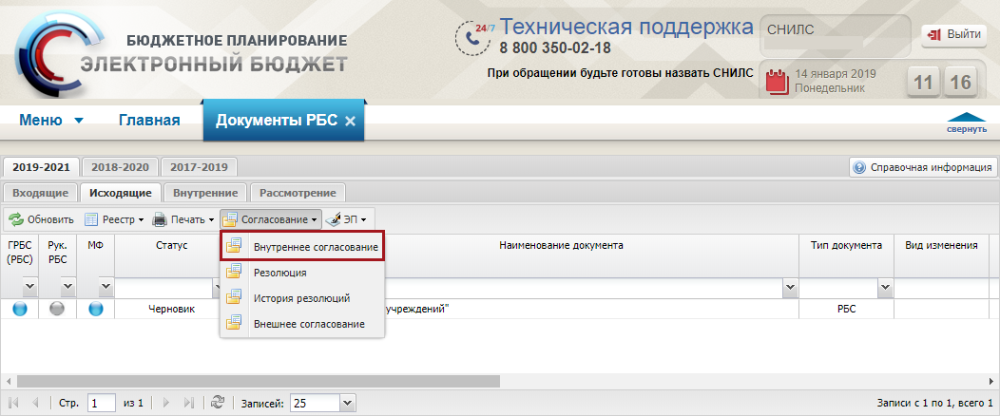 БЮДЖЕТНОЕ ПЛАНИРОВАНИЕ
ЭЛЕКТРОННЫЙ БЮДЖЕТ
24/7 Техническая поддержка
8 800 350-02-18
При обращении будьте готовы назвать СНИЛС
СНИЛС
Выйти
14 января 2019
Понедельник
11 16
Меню Главная Документы РБС
свернуть
2019-2021 2018-2020 2017-2019 Справочная информация
Входящие Исходящие Внутренние Рассмотрение
Обновить Реестр Печать Согласование ЭП
Внутреннее согласование
Резолюция
История резолюций
Внешнее согласование
ГРБС (РБС) Рук. РБС МФ Статус Наименование документа Тип документа Вид изменения
Черновик учреждений" РБС
Стр. 1 из 1 Записей: 25 Записи с 1 по 1, всего 1